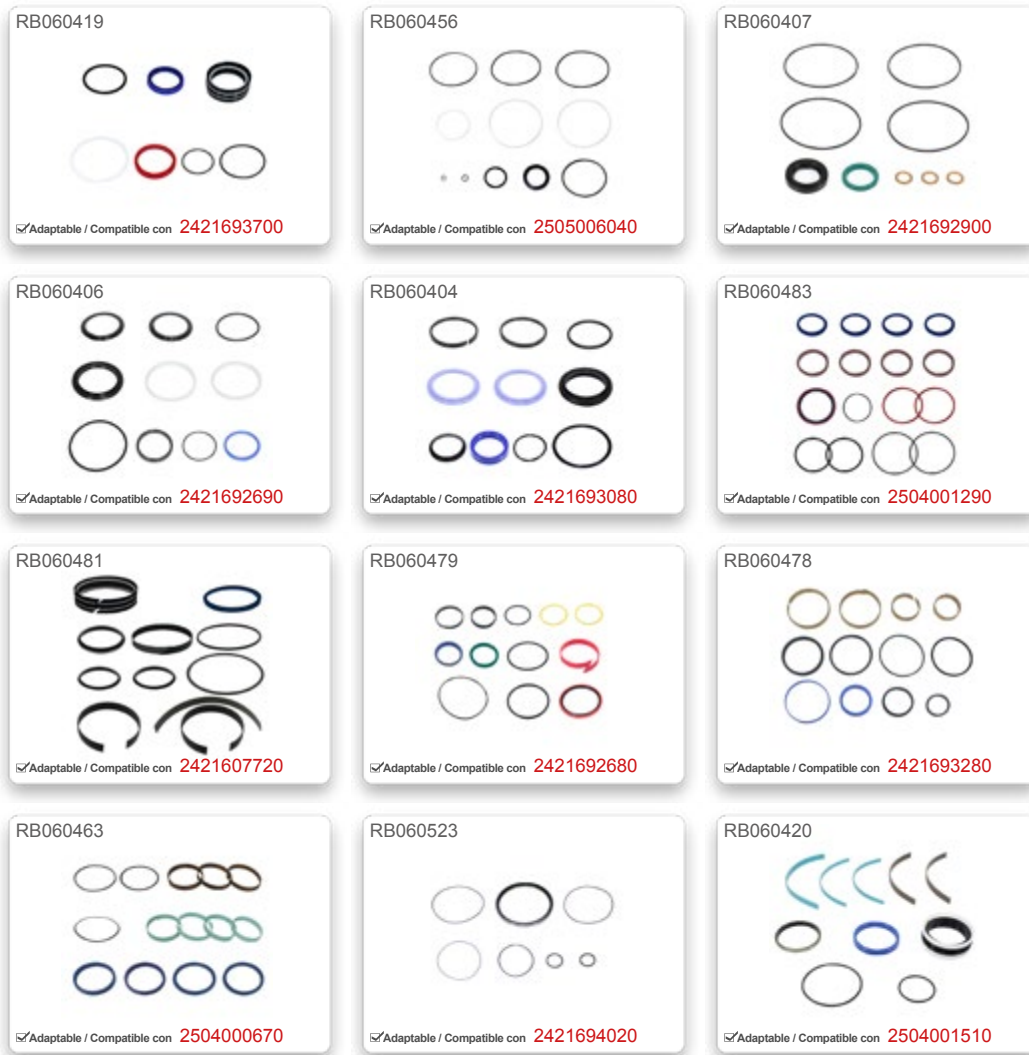 RB060419
RB060456
RB060407
Adaptable / Compatible con 2421693700
Adaptable / Compatible con 2505006040
Adaptable / Compatible con 2421692900
RB060406
RB060404
RB060483
Adaptable / Compatible con 2421692690
Adaptable / Compatible con 2421693080
Adaptable / Compatible con 2504001290
RB060481
RB060479
RB060478
Adaptable / Compatible con 2421607720
Adaptable / Compatible con 2421692680
Adaptable / Compatible con 2421693280
RB060463
RB060523
RB060420
Adaptable / Compatible con 2504000670
Adaptable / Compatible con 2421694020
Adaptable / Compatible con 2504001510